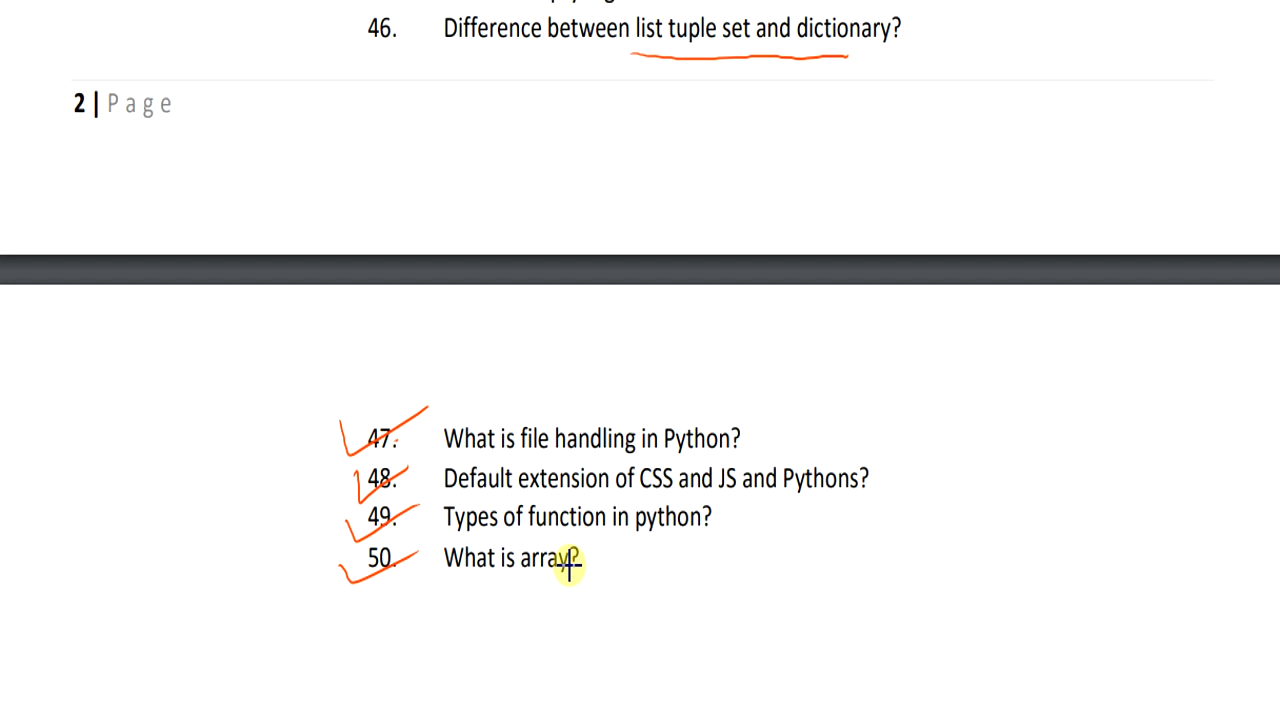 46. Difference between list tuple set and dictionary?
2 | Page
47. What is file handling in Python?
48. Default extension of CSS and JS and Pythons?
49. Types of function in python?
50. What is array?